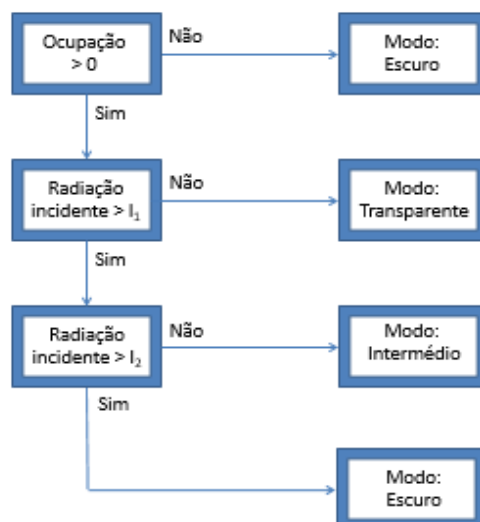 Ocupação
> 0
Não
Modo:
Escuro
Sim
Radiação
incidente > I₁
Não
Modo:
Transparente
Sim
Radiação
incidente > I₂
Não
Modo:
Intermédio
Sim
Modo:
Escuro